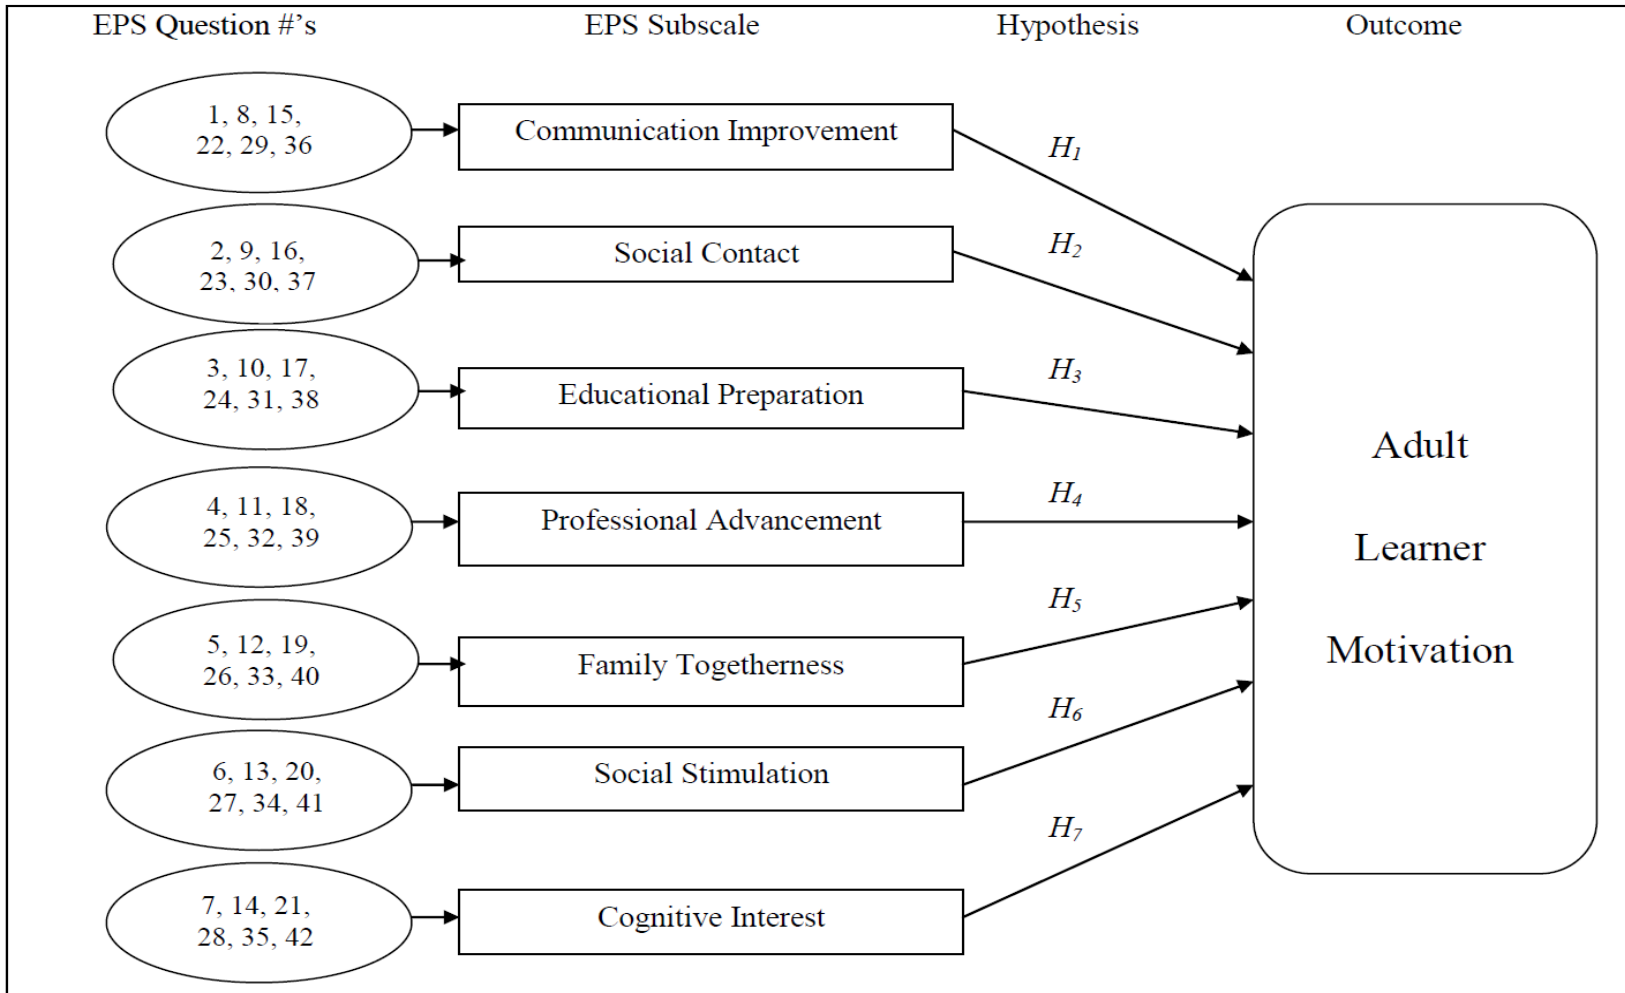 EPS Question #’s EPS Subscale Hypothesis Outcome
1, 8, 15,
22, 29, 36
Communication Improvement
H1
2, 9, 16,
23, 30, 37
Social Contact
H2
3, 10, 17,
24, 31, 38
Educational Preparation
H3
4, 11, 18,
25, 32, 39
Professional Advancement
H4
5, 12, 19,
26, 33, 40
Family Togetherness
H5
6, 13, 20,
27, 34, 41
Social Stimulation
H6
7, 14, 21,
28, 35, 42
Cognitive Interest
H7
Adult
Learner
Motivation